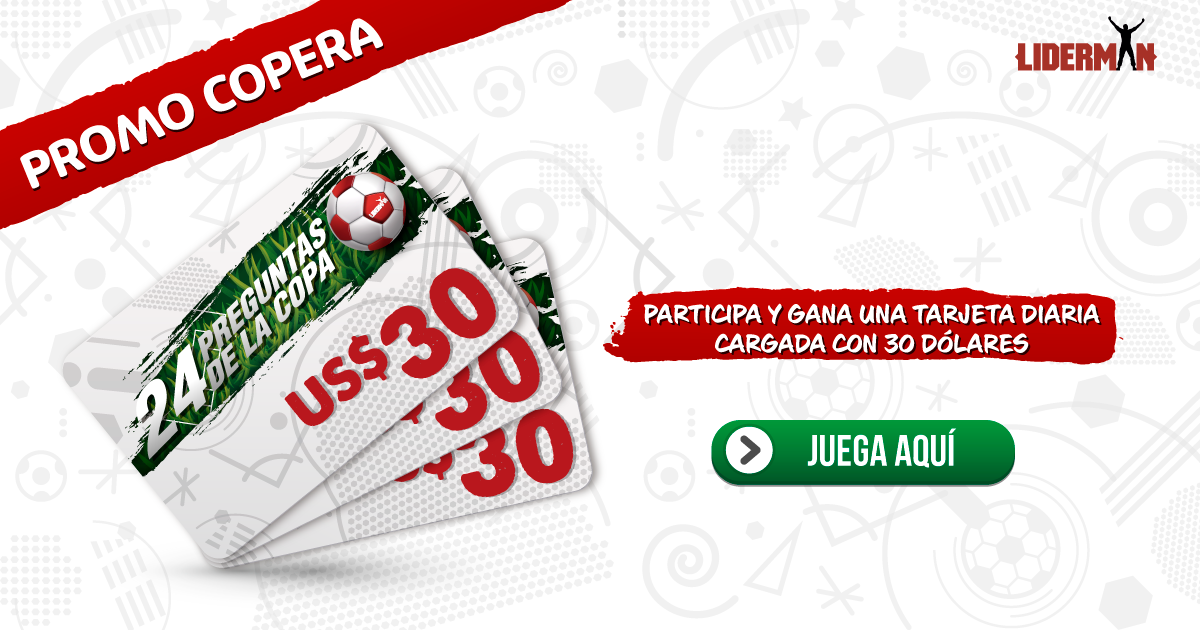 PROMO COPERA
LIDERMAN
24 PREGUNTAS
DE LA COPA
LIDERMAN
US$30
$30
$30
PARTICIPA Y GANA UNA TARJETA DIARIA
CARGADA CON 30 DÓLARES
JUEGA AQUÍ